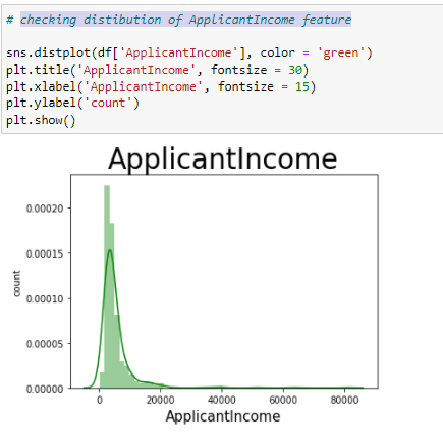 # checking distibution of ApplicantIncome feature
sns.distplot(df['ApplicantIncome'], color = 'green')
plt.title('ApplicantIncome', fontsize = 30)
plt.xlabel('ApplicantIncome', fontsize = 15)
plt.ylabel('count')
plt.show()
ApplicantIncome
0.00020
0.00015
0.00010
0.00005
0.00000
count
0 20000 40000 60000 80000
ApplicantIncome